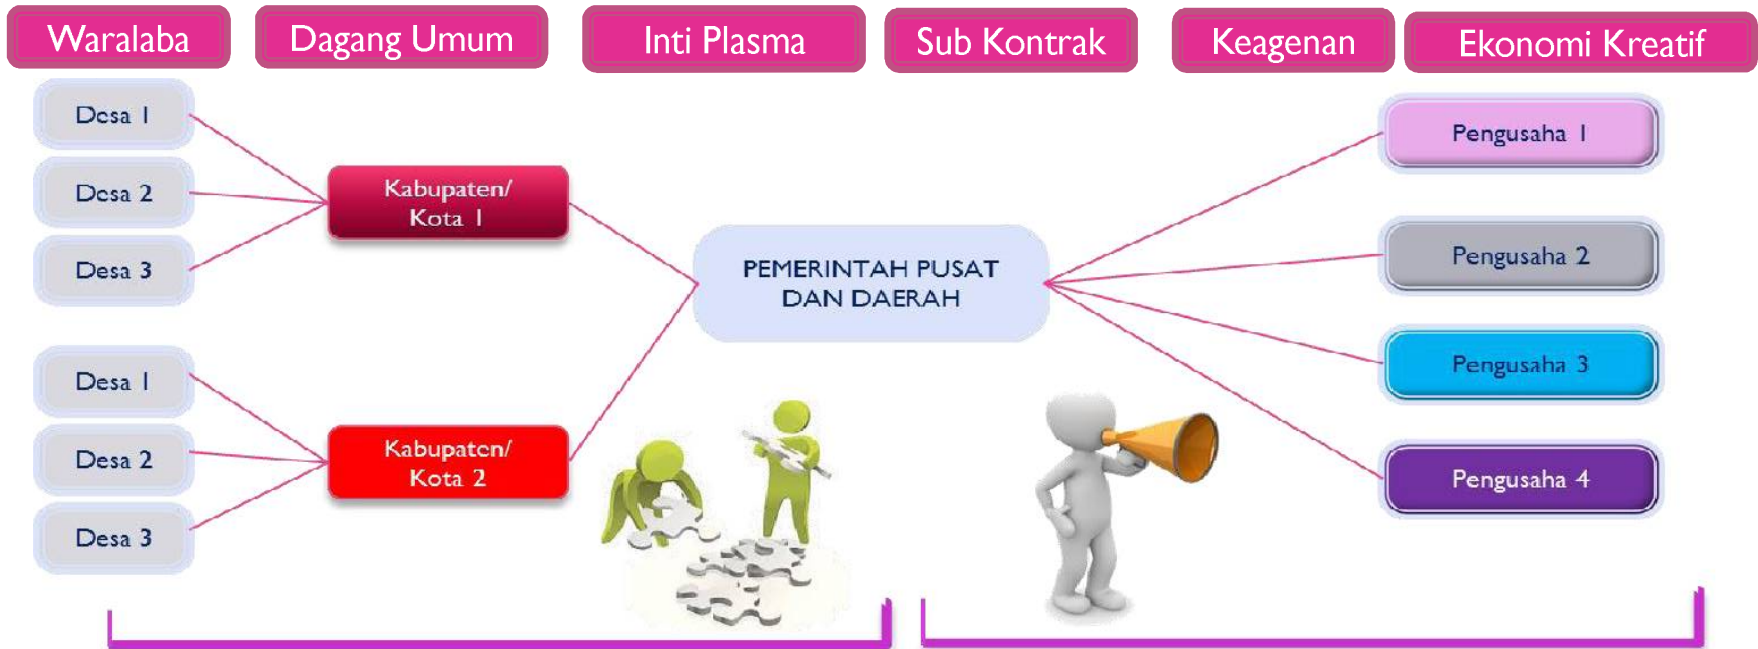 Waralaba
Dagang Umum
Inti Plasma
Sub Kontrak
Keagenan
Ekonomi Kreatif
Desa 1
Desa 2
Desa 3
Kabupaten/
Kota 1
Desa 1
Desa 2
Desa 3
Kabupaten/
Kota 2
PEMERINTAH PUSAT
DAN DAERAH
Pengusaha 1
Pengusaha 2
Pengusaha 3
Pengusaha 4